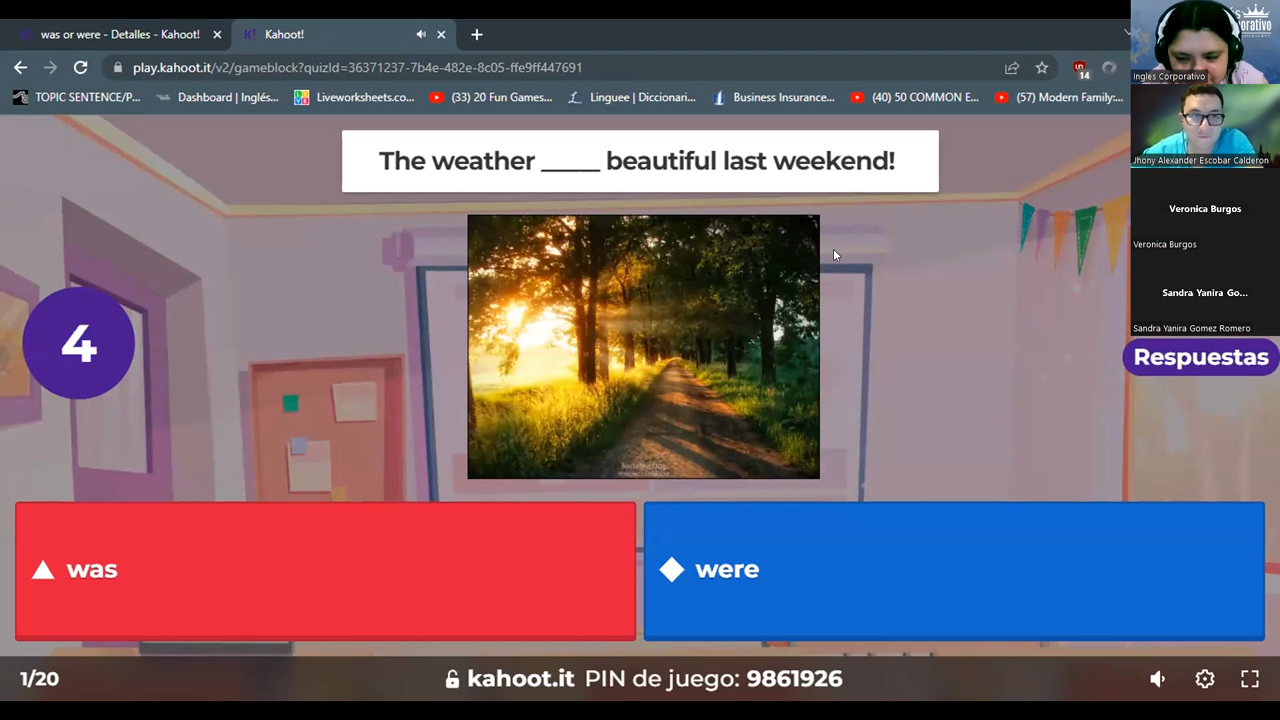 was or were - Detalles - Kahoot!
Kahoot!
play.kahoot.it/v2/gameblock?quizId=36371237-7b4e-482e-8c05-ffe9ff447691
14
TOPIC SENTENCE/P...
Dashboard | Inglés...
Liveworksheets.co...
(33) 20 Fun Games...
Linguee | Diccionari...
Business Insurance...
(40) 50 COMMON E...
(57) Modern Family:...
Ingles Corporativo
Jhony Alexander Escobar Calderon
Veronica Burgos
Veronica Burgos
Sandra Yanira Go...
Sandra Yanira Gomez Romero
The weather _____ beautiful last weekend!
4
Respuestas
was
were
1/20
kahoot.it PIN de juego: 9861926